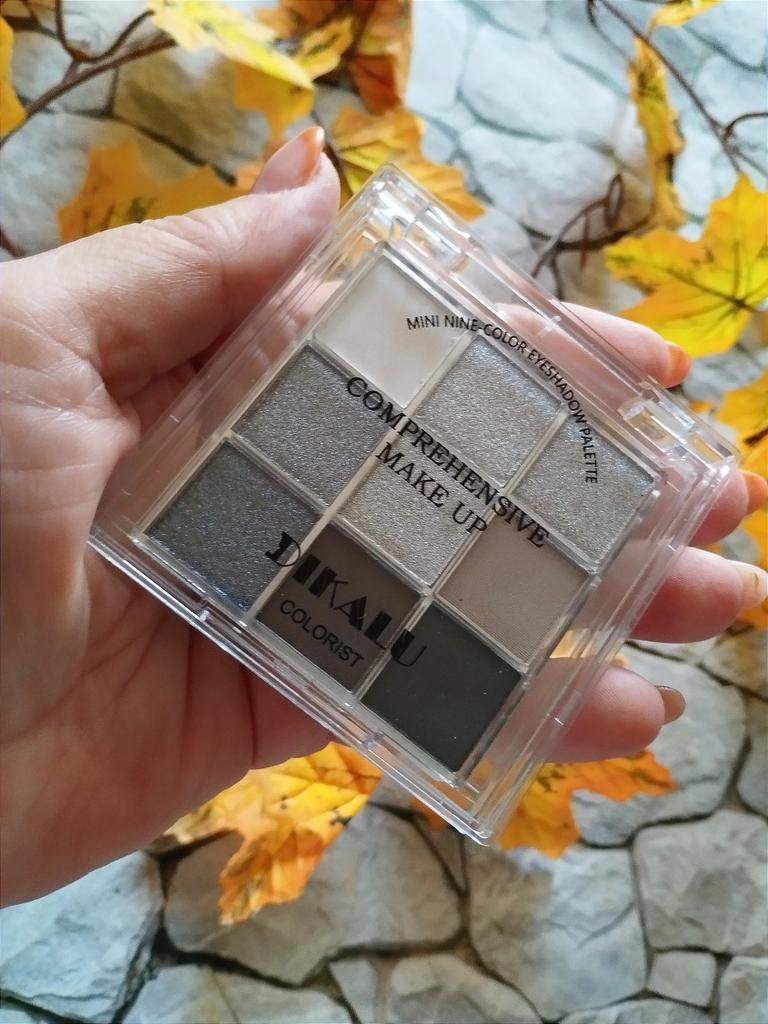 MINI NINE-COLOR EYESHADOW PALETTE
COMPREHENSIVE
MAKE UP
DIKALU
COLORIST